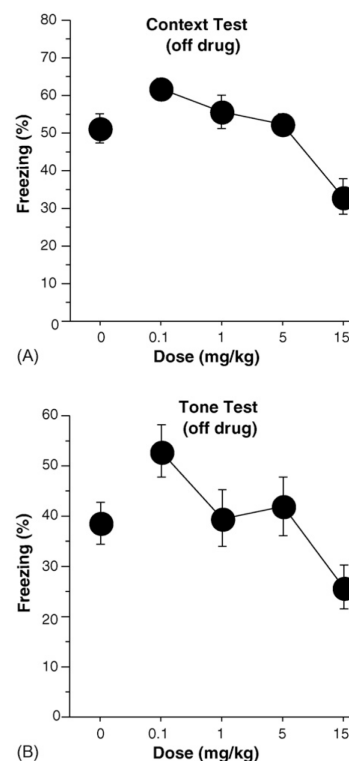 Context Test
(off drug)
80
70
60
50
40
30
20
10
0
Freezing (%)
0 0.1 1 5 15
(A)
Dose (mg/kg)
Tone Test
(off drug)
60
50
40
30
20
10
0
Freezing (%)
0 0.1 1 5 15
(B)
Dose (mg/kg)